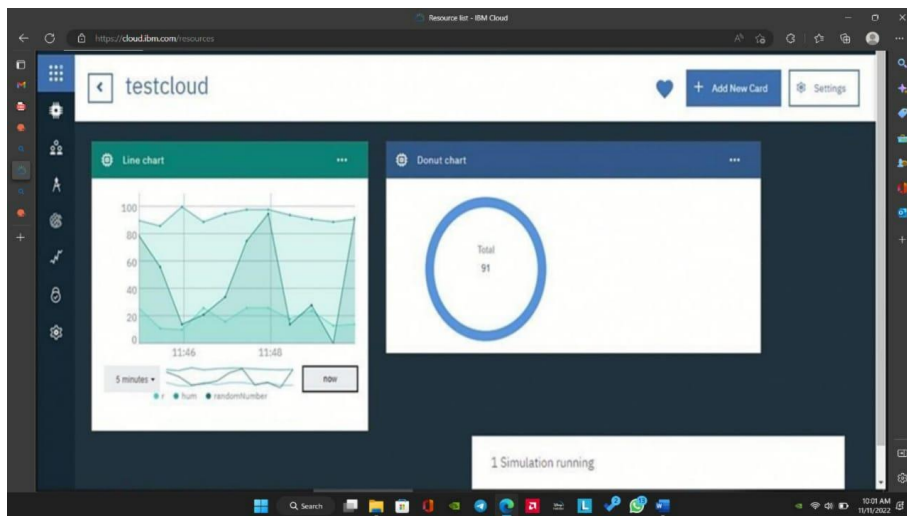 Resource list - IBM Cloud
https://cloud.ibm.com/resources
testcloud
+ Add New Card
Settings
Line chart
Donut chart
100
80
60
40
20
0
11:46
11:48
5 minutes
now
r
hum
randomNumber
Total
91
1 Simulation running
Search
10:01 AM
11/11/2022